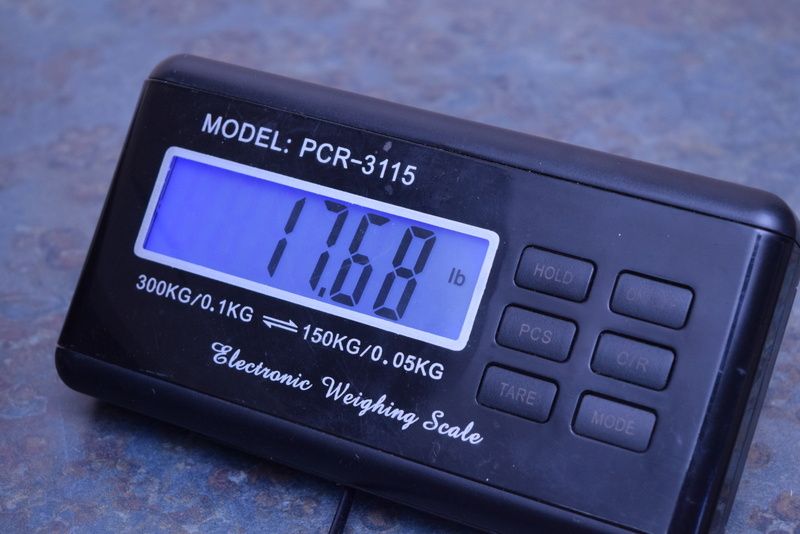 MODEL: PCR-3115
17.68 lb
300KG/0.1KG ⇌ 150KG/0.05KG
Electronic Weighing Scale
HOLD
PCS
C/R
TARE
MODE